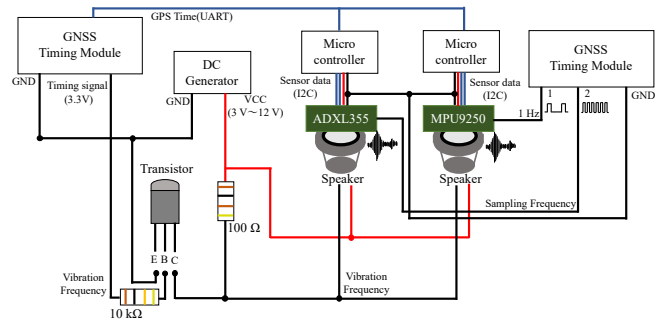 GPS Time(UART)
GNSS
Timing Module
GND
Timing signal
(3.3V)
DC
Generator
GND
VCC
(3 V～12 V)
Micro
controller
Sensor data
(I2C)
ADXL355
Speaker
Micro
controller
Sensor data
(I2C)
MPU9250
Speaker
GNSS
Timing Module
1
2
GND
1 Hz
Sampling Frequency
Transistor
E B C
100 Ω
Vibration
Frequency
10 kΩ
Vibration
Frequency